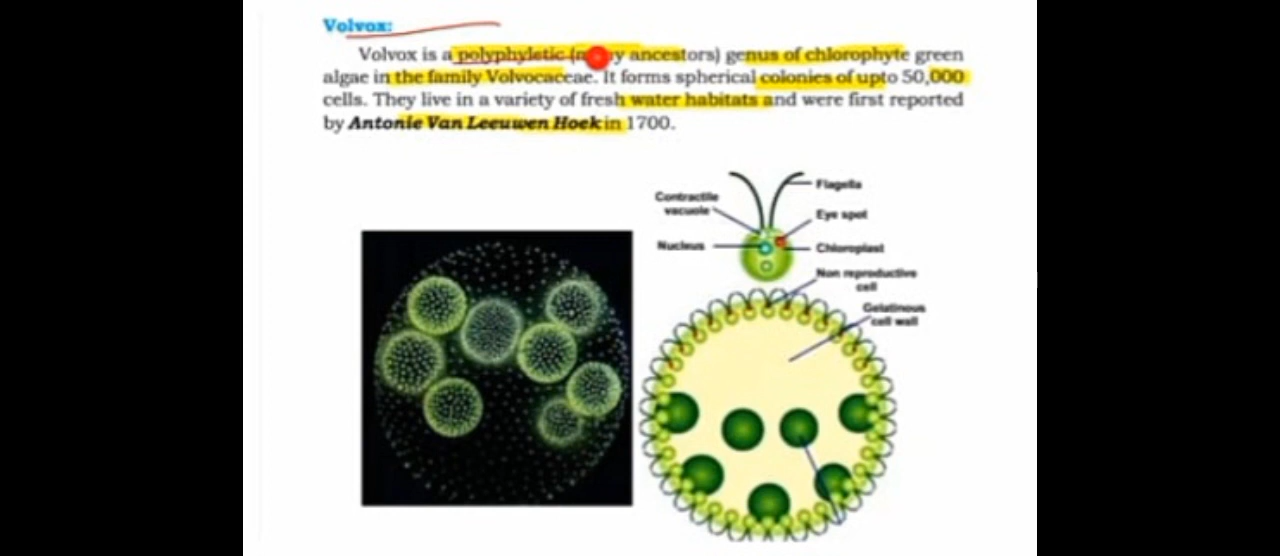 Volvox:
Volvox is a polyphyletic (many ancestors) genus of chlorophyte green
algae in the family Volvocaceae. It forms spherical colonies of upto 50,000
cells. They live in a variety of fresh water habitats and were first reported
by Antonie Van Leeuwen Hoek in 1700.
Flagella
Contractile
vacuole
Eye spot
Nucleus
Chloroplast
Non reproductive
cell
Gelatinous
cell wall